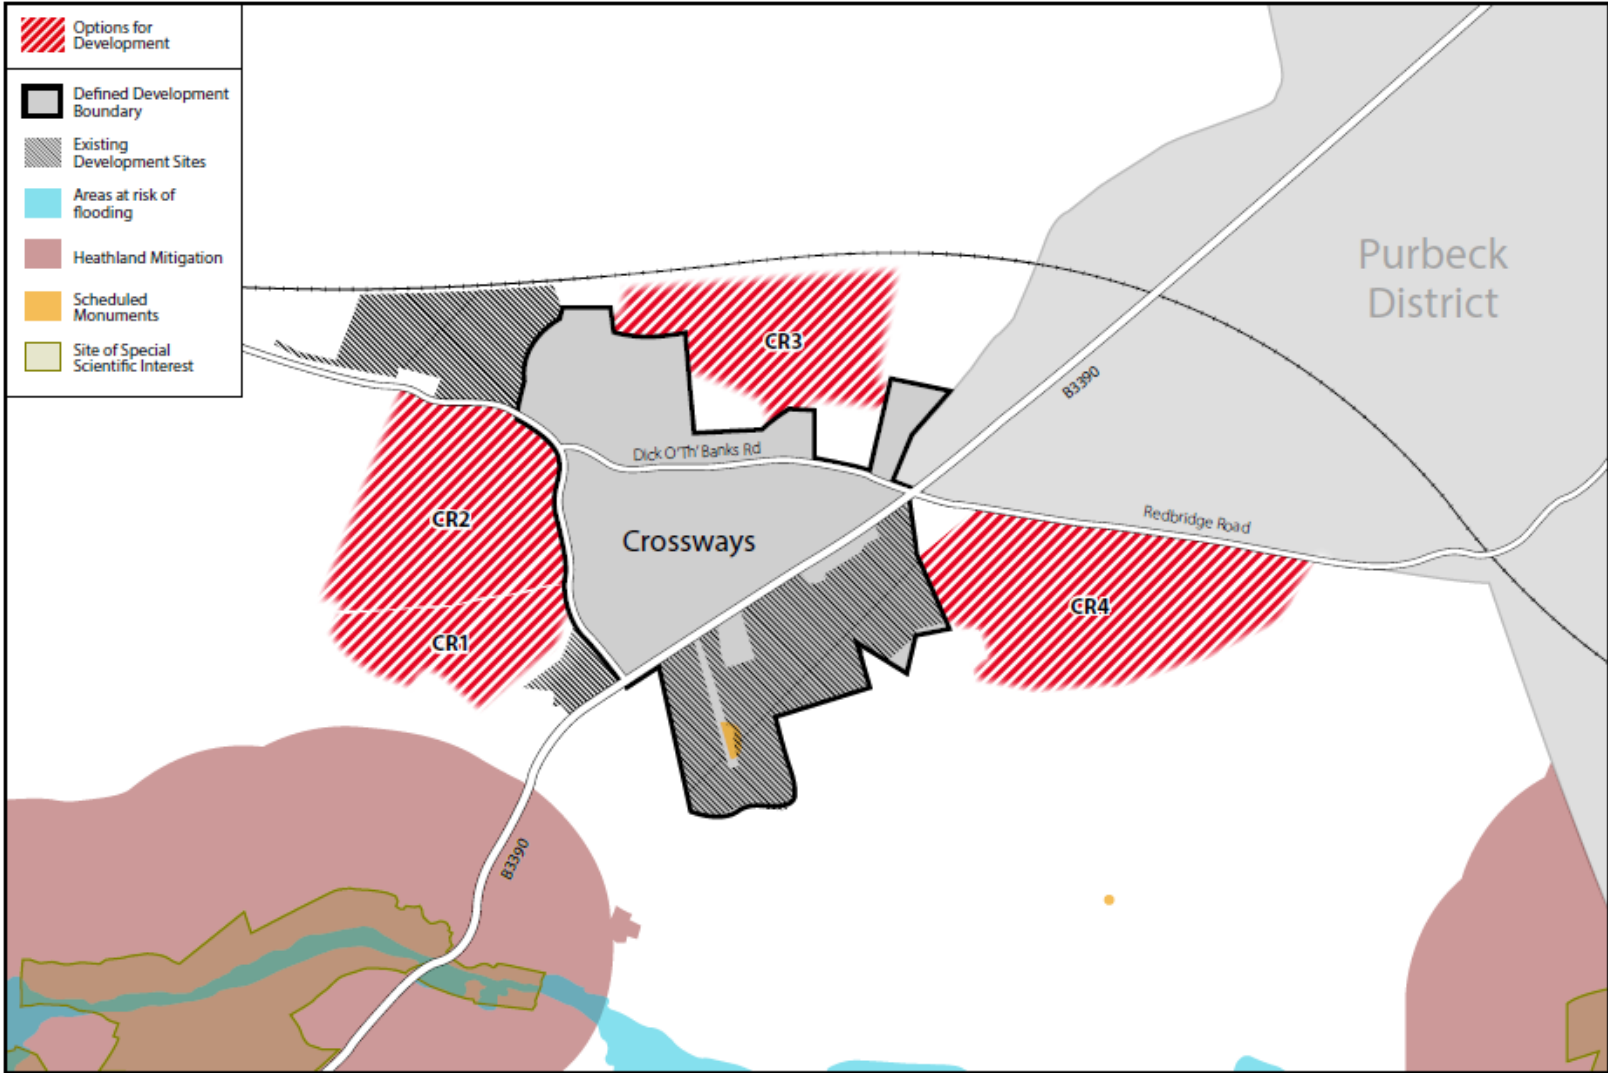 Options for
Development
Defined Development
Boundary
Existing
Development Sites
Areas at risk of
flooding
Heathland Mitigation
Scheduled
Monuments
Site of Special
Scientific Interest
Purbeck
District
CR3
B3390
Dick O'Th' Banks Rd
CR2
Redbridge Road
Crossways
CR4
CR1
B3390